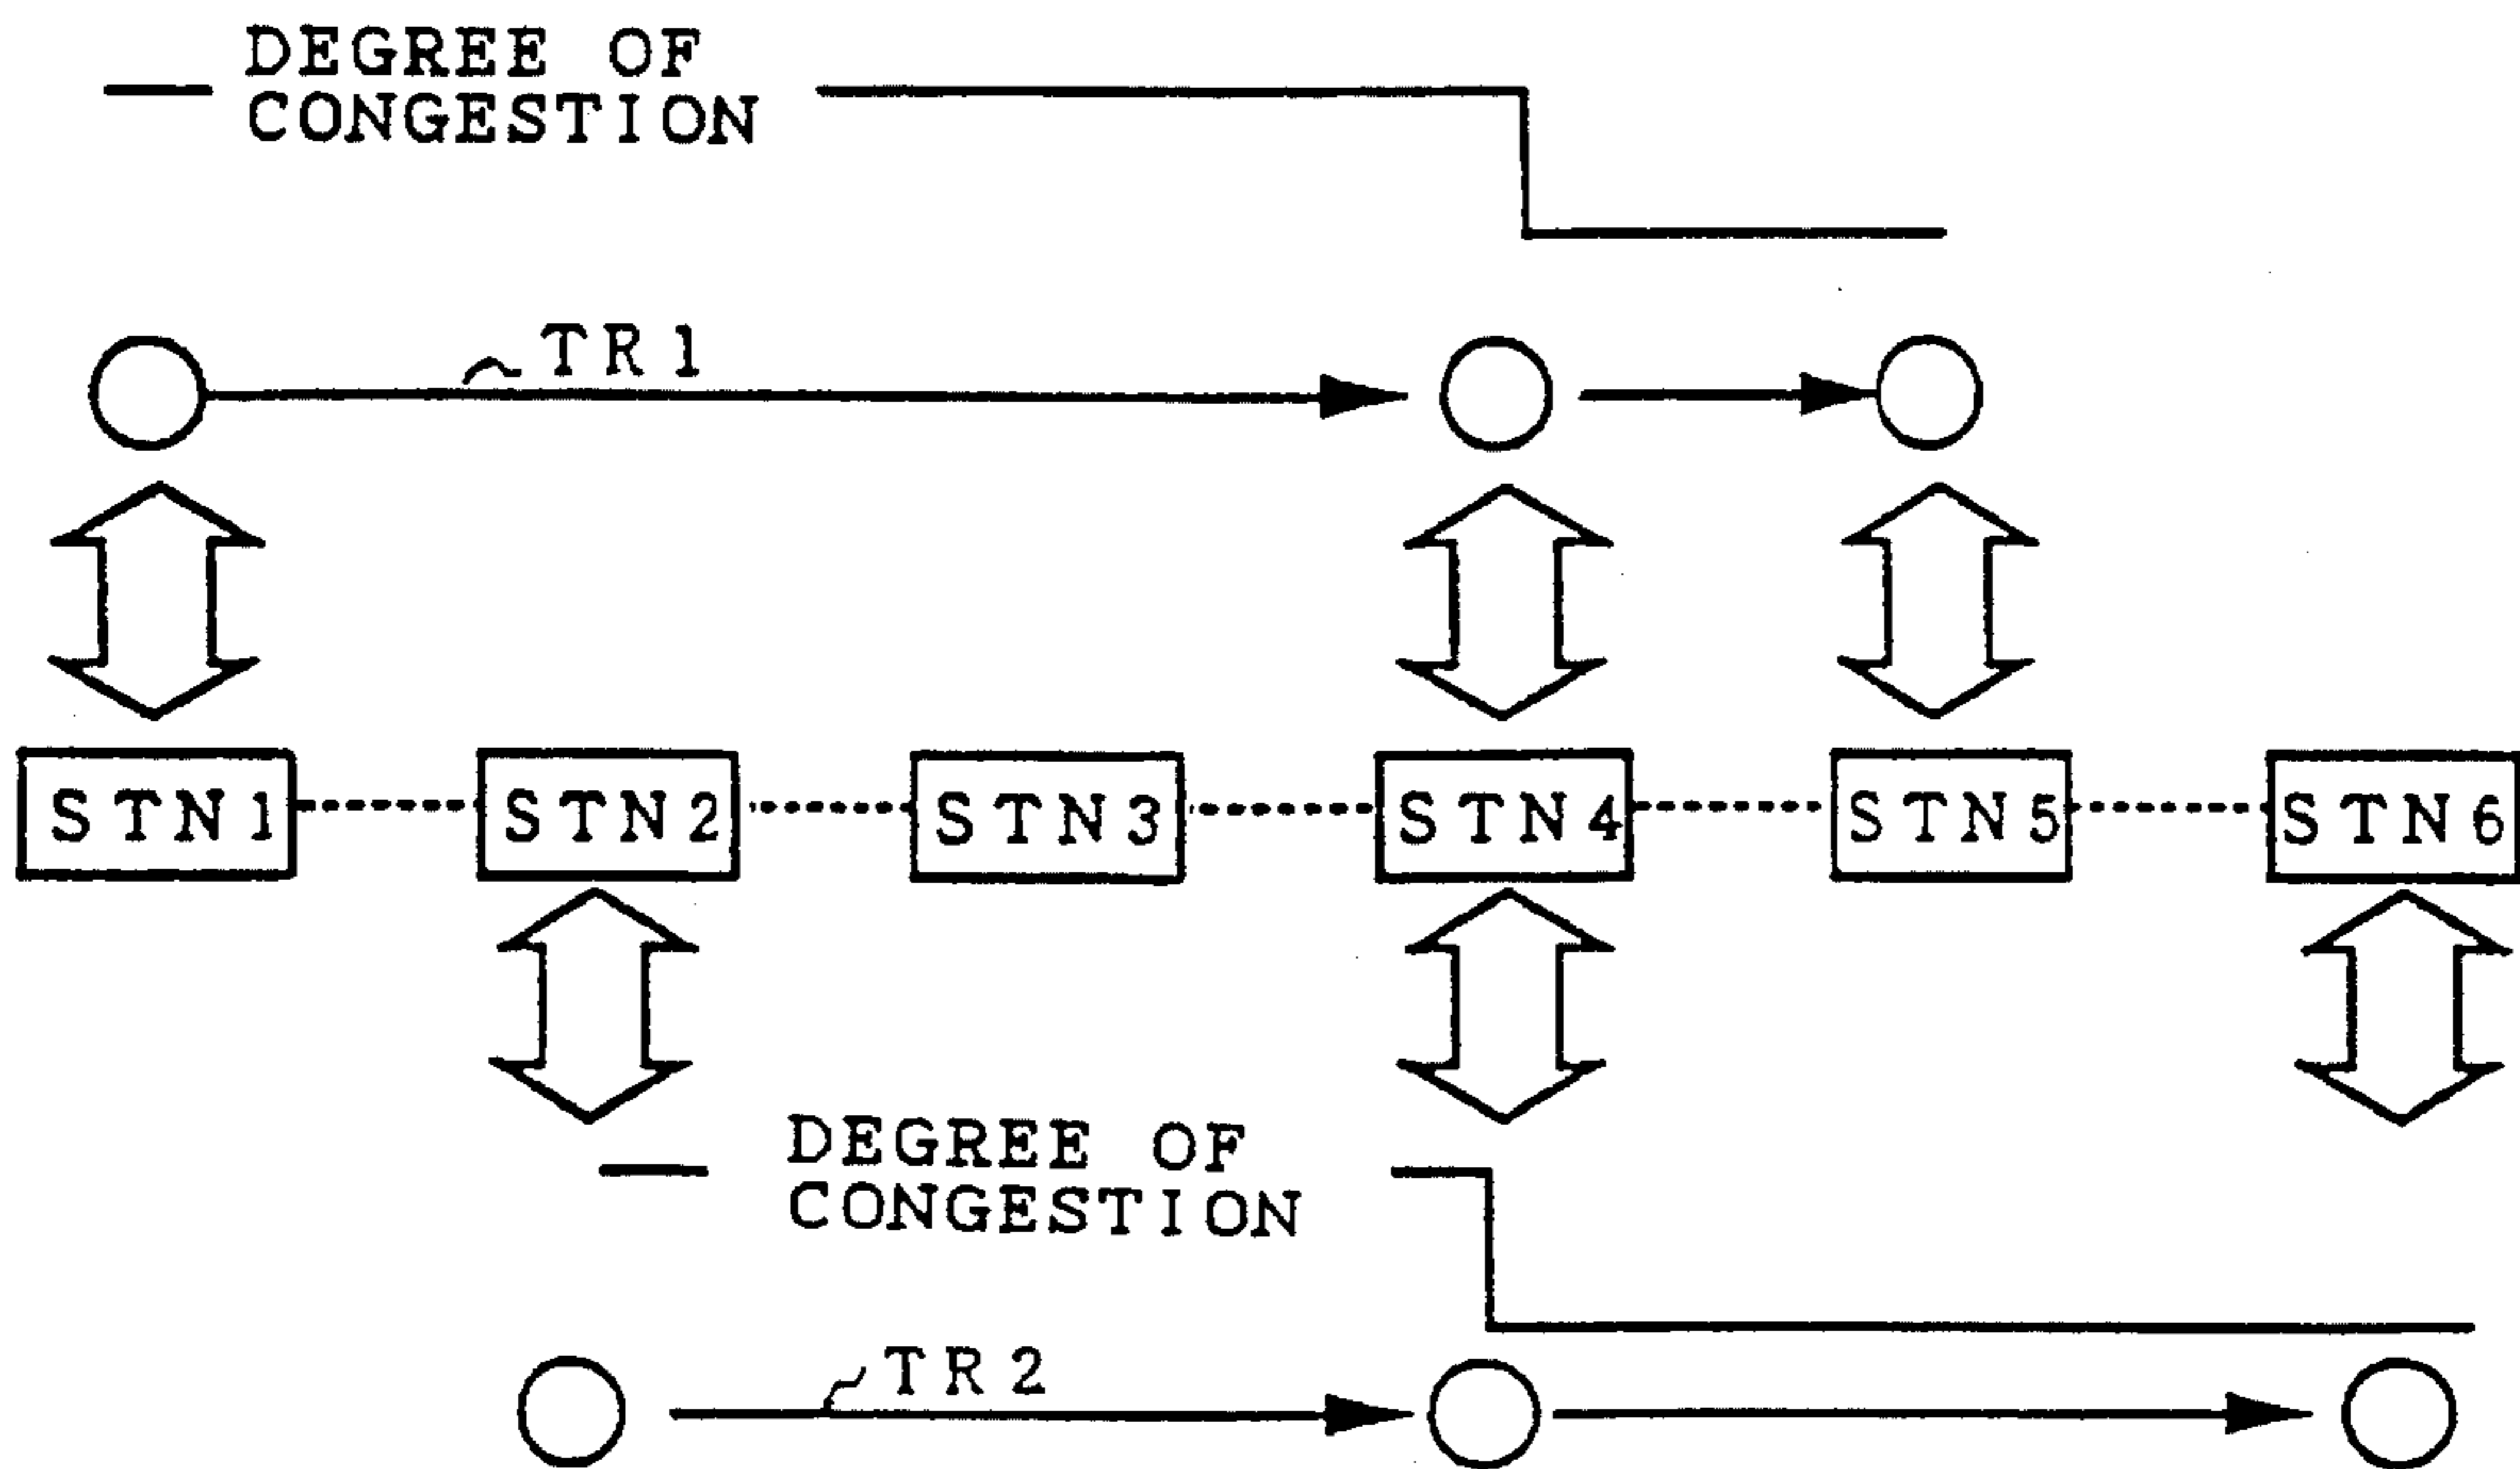 DEGREE OF
CONGESTION
TR1
STN1
STN2
STN3
STN4
STN5
STN6
DEGREE OF
CONGESTION
TR2